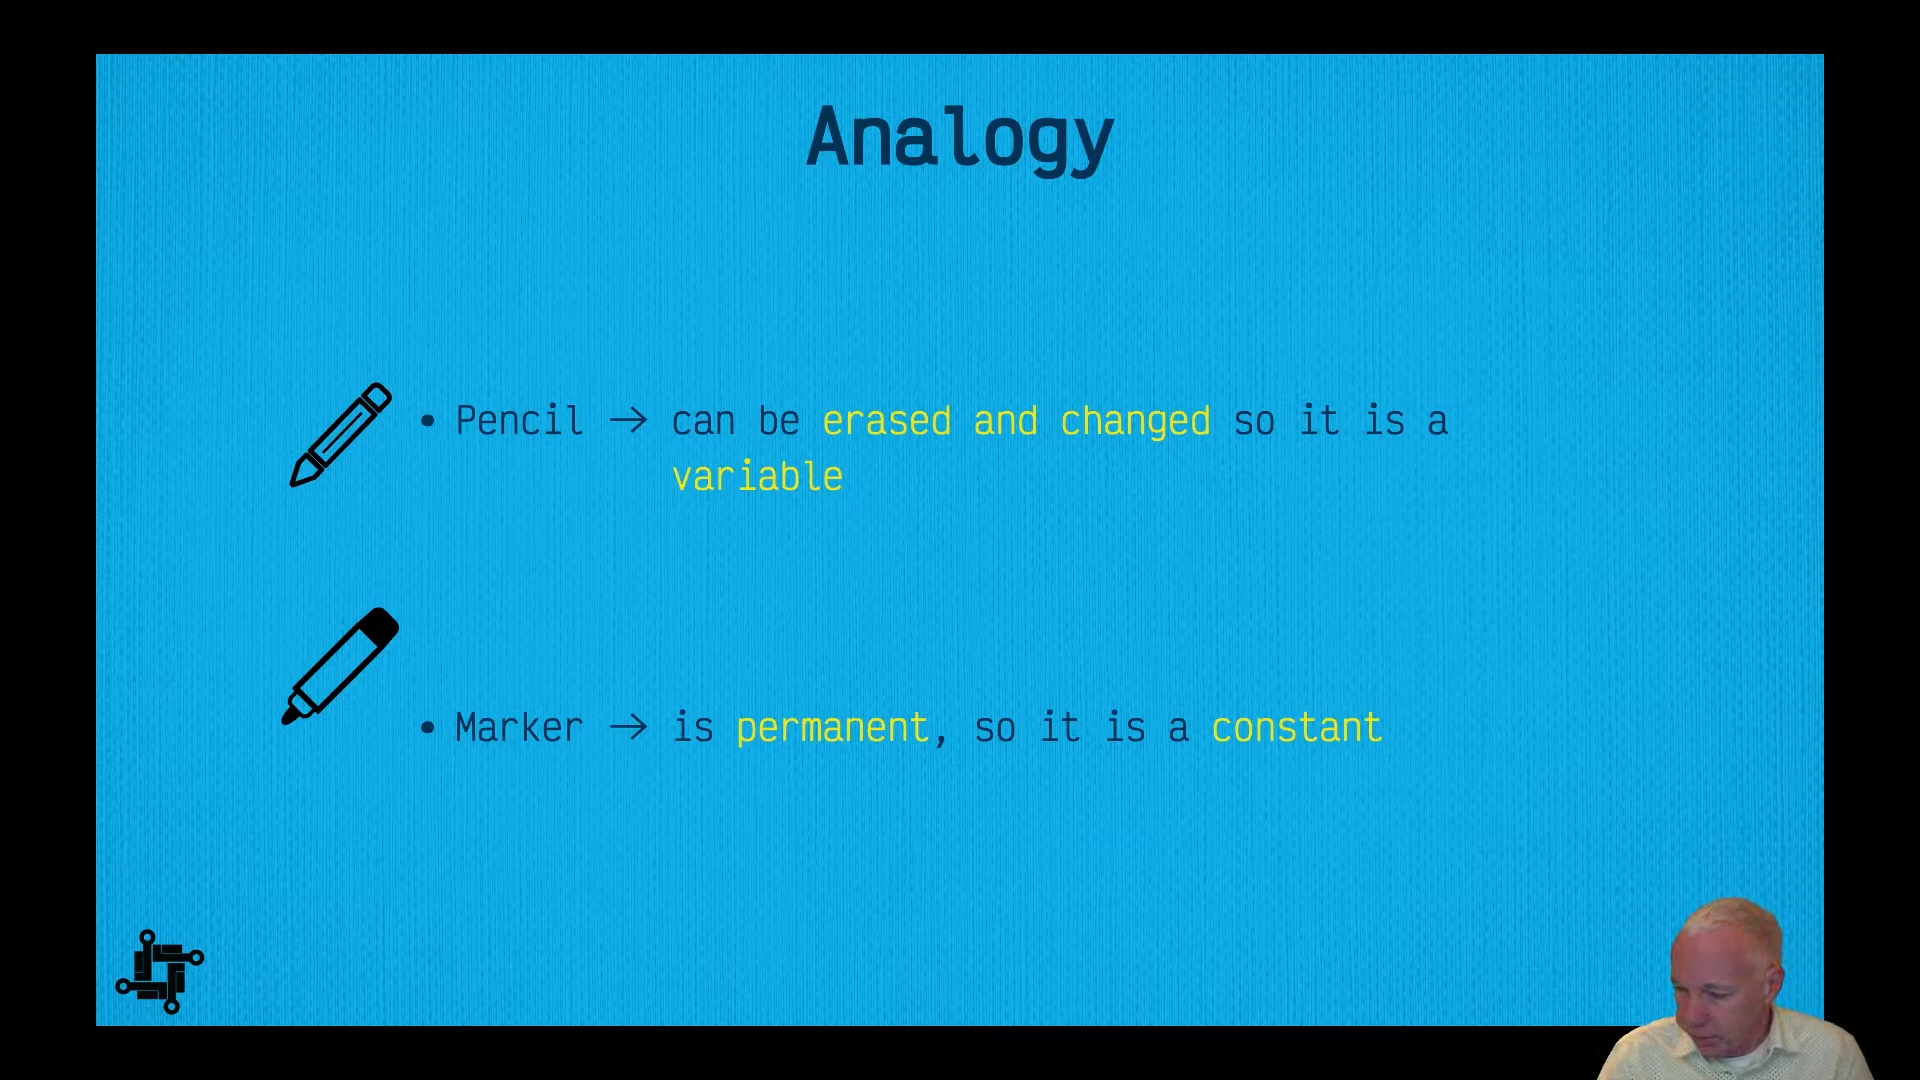 Analogy
• Pencil → can be erased and changed so it is a
variable
• Marker → is permanent, so it is a constant